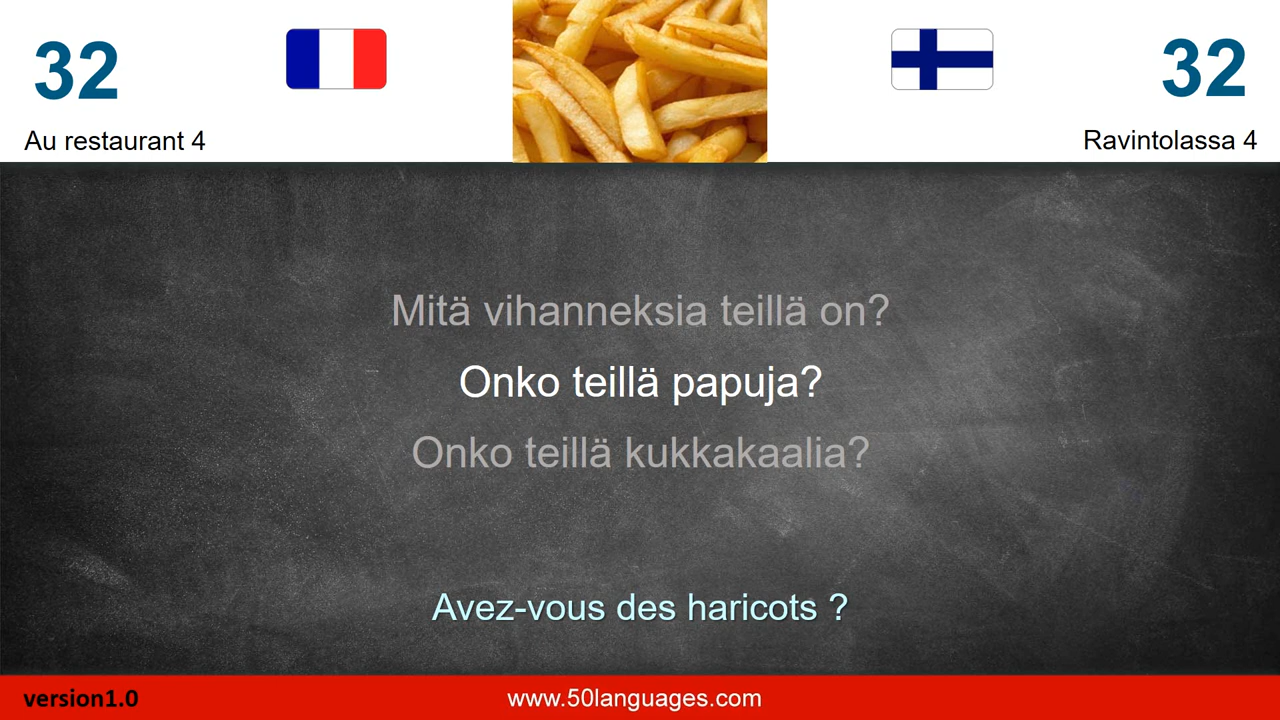 32
32
Au restaurant 4
Ravintolassa 4
Mitä vihanneksia teillä on?
Onko teillä papuja?
Onko teillä kukkakaalia?
Avez-vous des haricots ?
version1.0
www.50languages.com